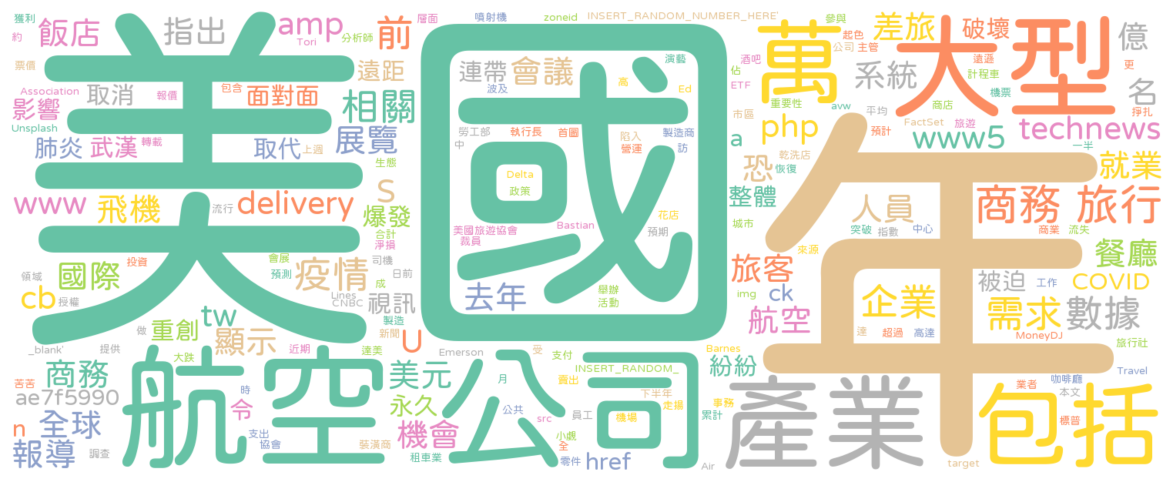 美國
年
航空公司
大型
萬
產業
包括
商務 旅行
獲利
約
飯店
指出
amp
Tori
分析師
前
層面
噴射機
zoneid
INSERT_RANDOM_NUMBER_HERE'
票價
遠距
連帶
會議
波及
高
演藝
Ed
Association
影響
取消
報價
包含
面對面
相關
Unsplash
肺炎
武漢
轉載
取代
上週
展覽
勞工部
中
執行長
首圖
陷入
營運
製造商
訪
www
飛機
流行
delivery
生態
S
爆發
合計
淨損
Delta
政策
美國旅遊協會
裁員
Bastian
花店
預期
領域
國際
投資
會展
預測
疫情
司機
日前
成
去年
舉辦
活動
cb
授權
tw
Lines
CNBC
視訊
製造
做
重創
顯示
新聞
U
_blank'
提供
大跌
近期
達美
Emerson
受
支付
Barnes
紛紛
苦苦
商務
ae7f5990
時
令
美元
月
賣出
INSERT_RANDOM_
下半年
走揚
n
全球
支出
協會
永久
公共
src
員工
機場
事務
累計
報導
調查
裝潢商
機會
租車業
小虧
全
零件
href
Air
酒吧
佔
ETF
差旅
公司
主管
起色
參與
破壞
億
遠遜
計程車
機票
更
名
系統
重要性
avw
平均
商店
FactSet
旅遊
預計
掙扎
市區
php
a
www5
technews
一半
恐
乾洗店
恢復
就業
整體
城市
人員
突破
指數
中心
商業
流失
旅客
來源
被迫
工作
餐廳
COVID
img
ck
航空
企業
需求
數據
達
超過
高達
MoneyDJ
旅行社
咖啡廳
本文
Travel
業者
標普
target